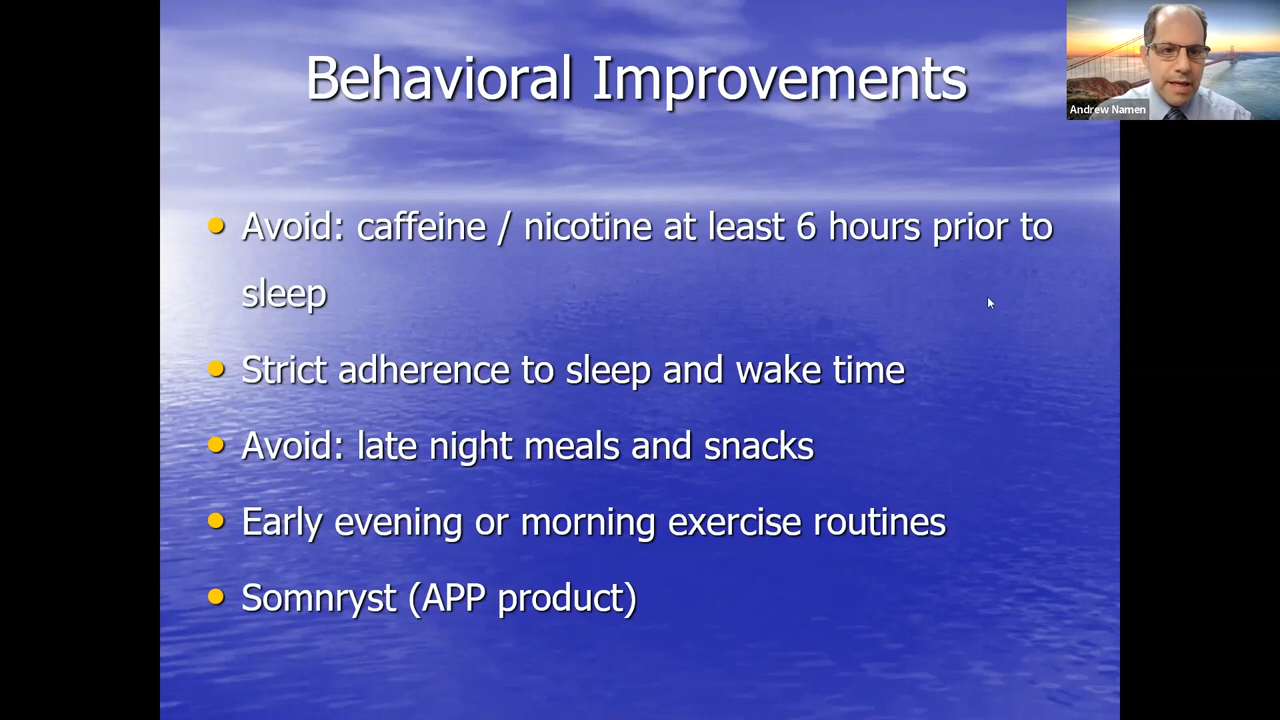 Behavioral Improvements
Andrew Namen
Avoid: caffeine / nicotine at least 6 hours prior to
sleep
Strict adherence to sleep and wake time
Avoid: late night meals and snacks
Early evening or morning exercise routines
Somnryst (APP product)